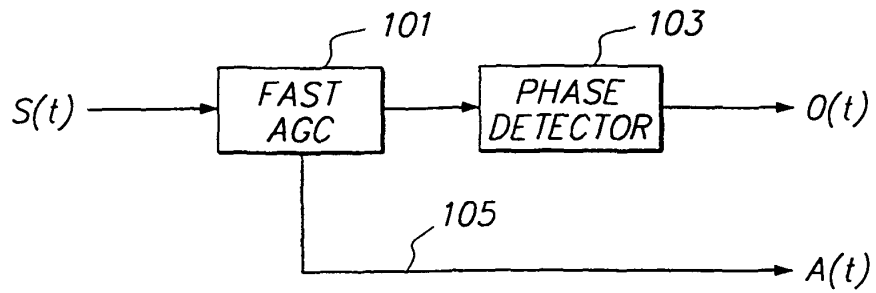 101
103
S(t)
FAST
AGC
PHASE
DETECTOR
O(t)
105
A(t)